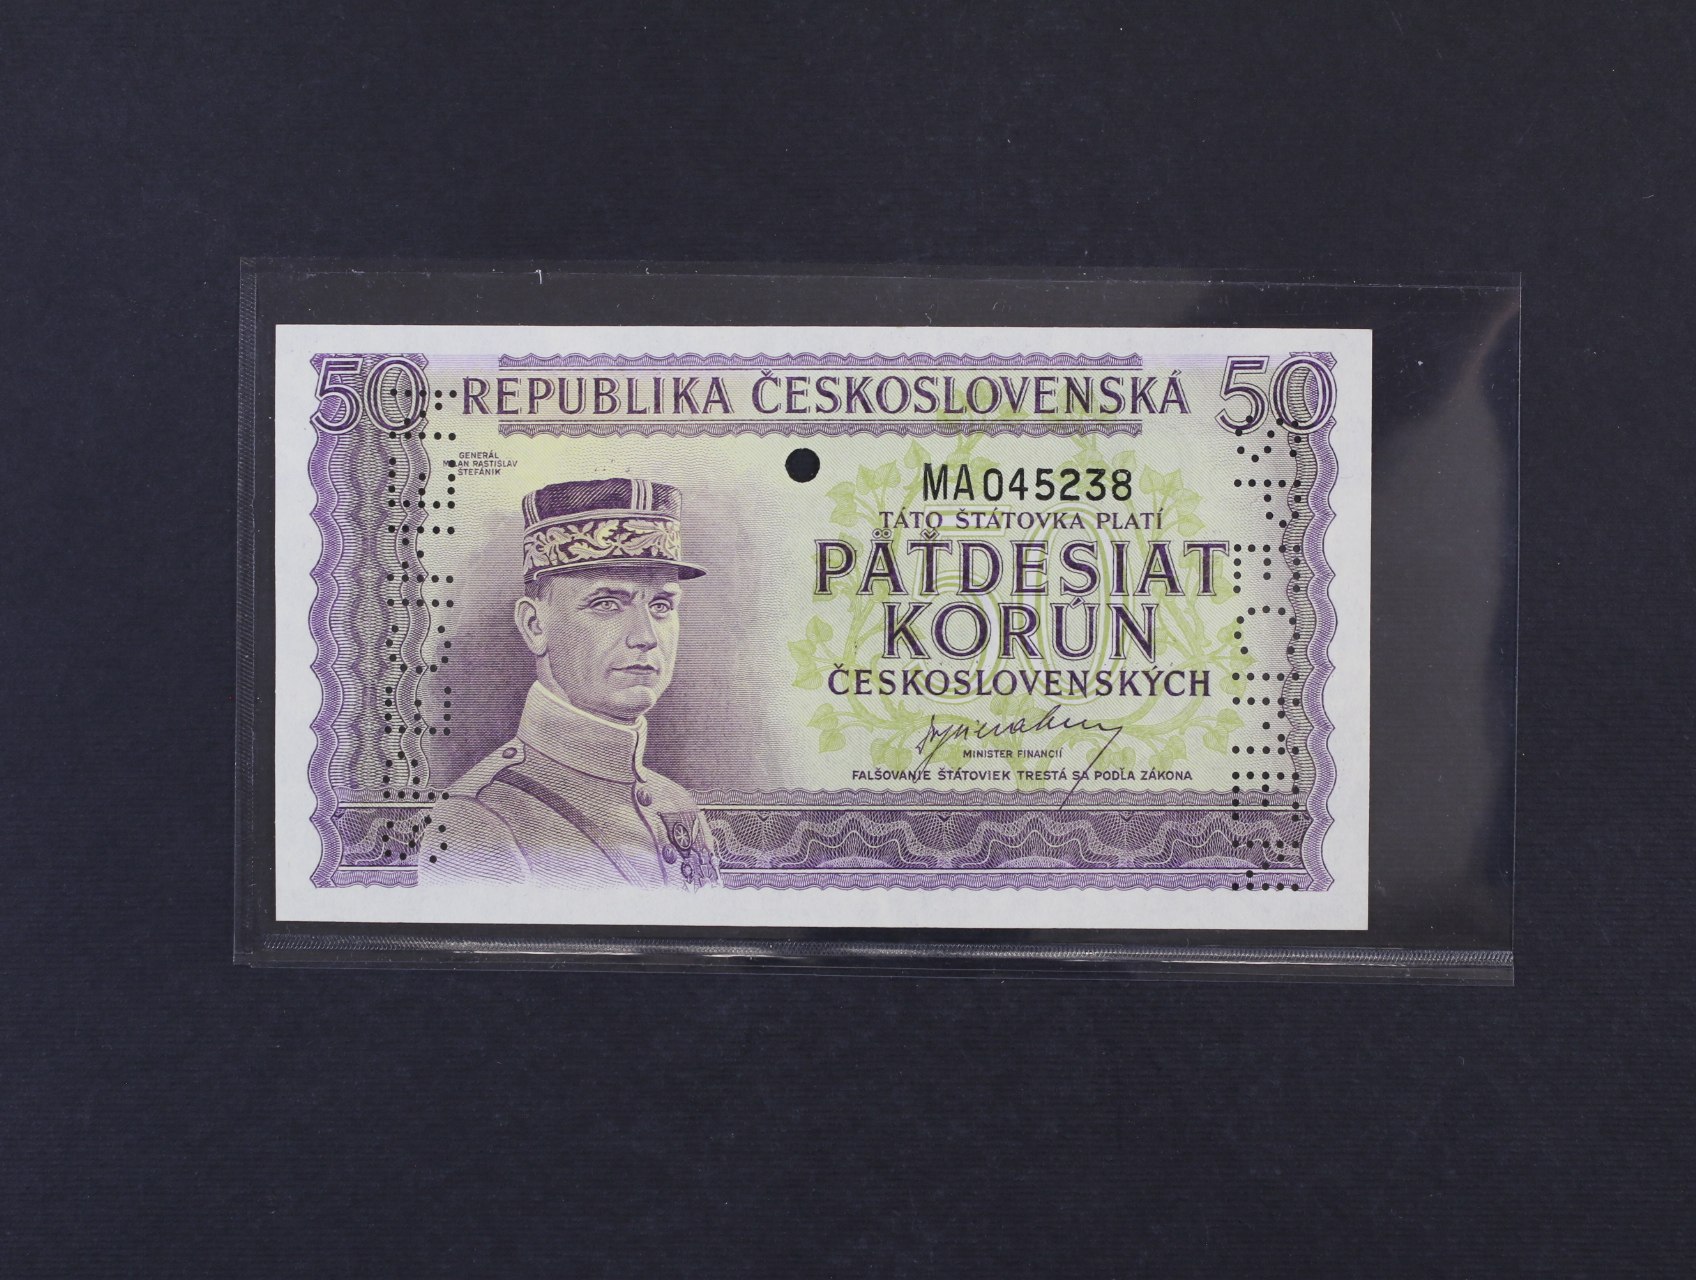 50 REPUBLIKA ČESKOSLOVENSKÁ 50
GENERÁL
MILAN RASTISLAV
ŠTEFÁNIK
MA045238
TÁTO ŠTÁTOVKA PLATÍ
PÄŤDESIAT
KORÚN
ČESKOSLOVENSKÝCH
MINISTER FINANCIÍ
FALŠOVANIE ŠTÁTOVIEK TRESTÁ SA PODĽA ZÁKONA
50